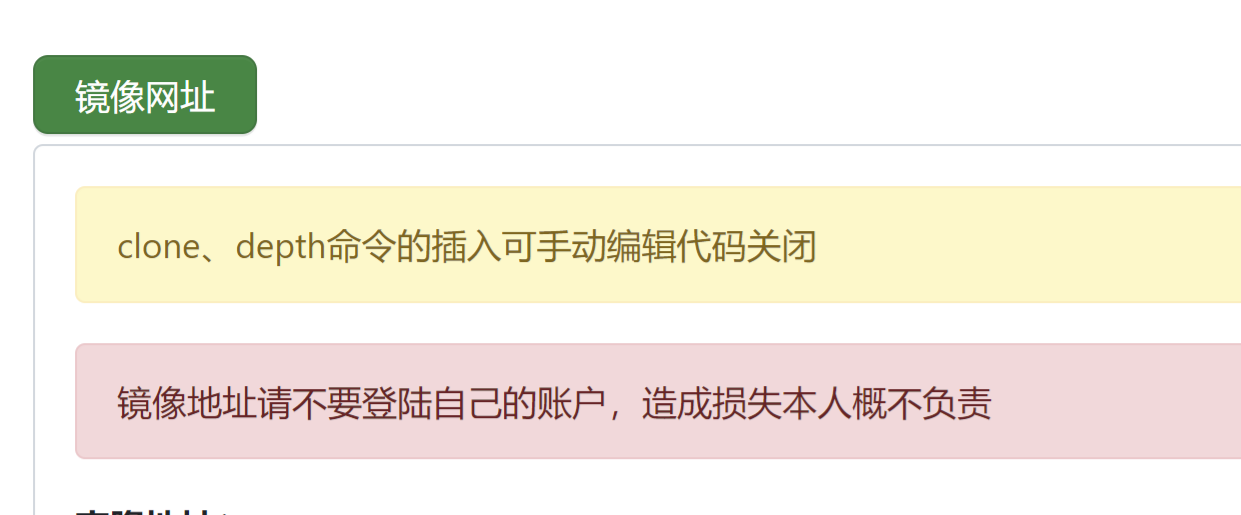 镜像网址
clone、depth命令的插入可手动编辑代码关闭
镜像地址请不要登陆自己的账户，造成损失本人概不负责